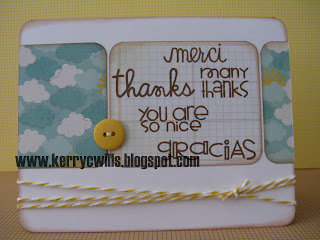 merci
thanks many thanks
you are
so nice
gracias
www.kerrycwills.blogspot.com